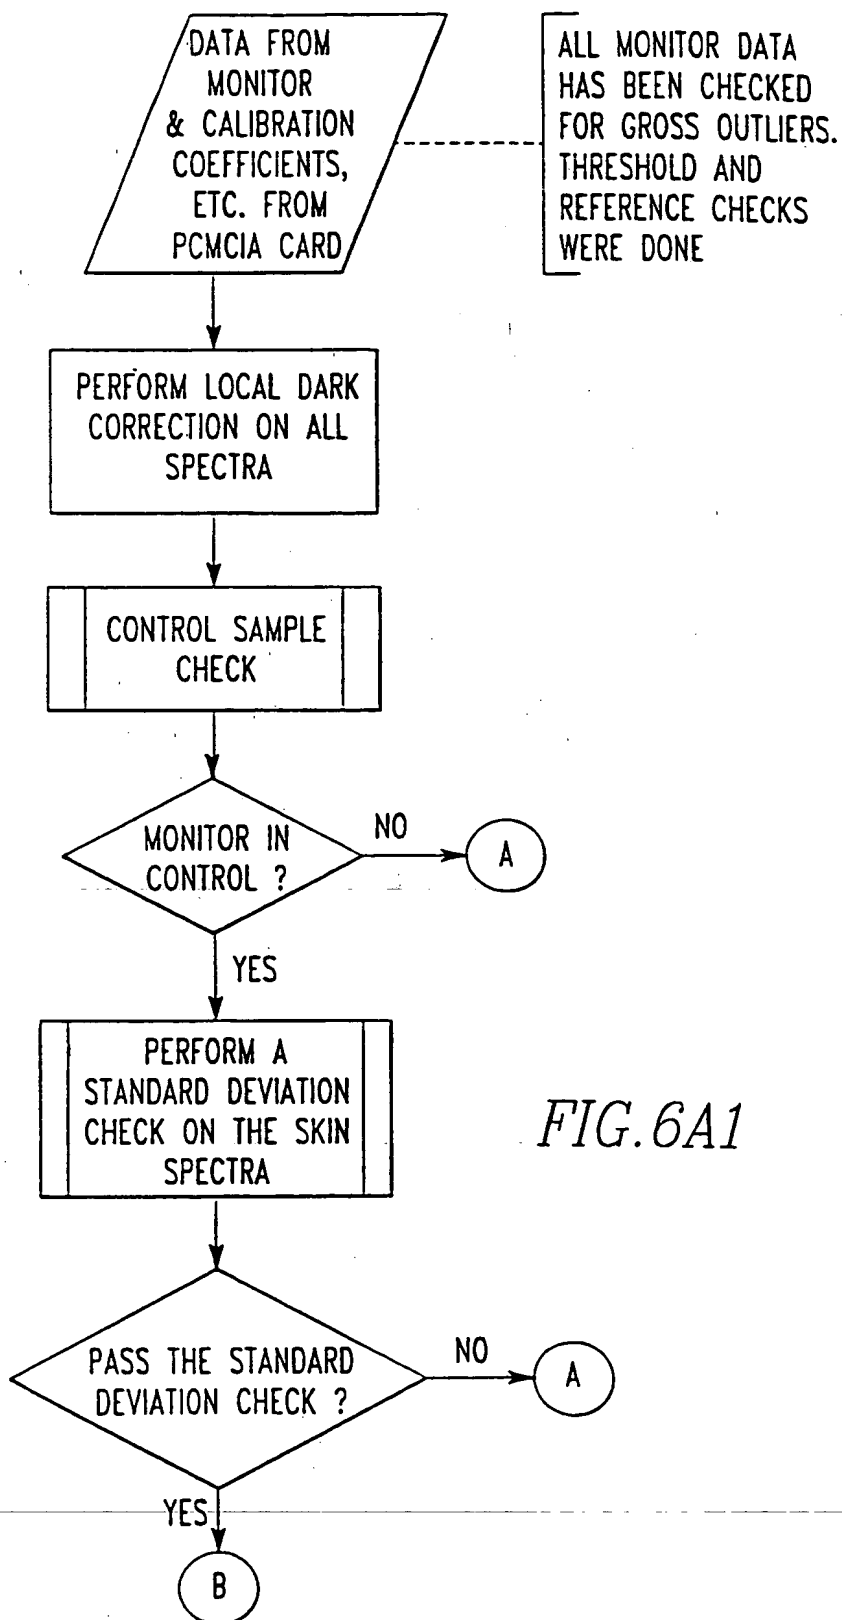 DATA FROM
MONITOR
& CALIBRATION
COEFFICIENTS,
ETC. FROM
PCMCIA CARD
ALL MONITOR DATA
HAS BEEN CHECKED
FOR GROSS OUTLIERS.
THRESHOLD AND
REFERENCE CHECKS
WERE DONE
PERFORM LOCAL DARK
CORRECTION ON ALL
SPECTRA
CONTROL SAMPLE
CHECK
MONITOR IN
CONTROL ?
NO
A
YES
PERFORM A
STANDARD DEVIATION
CHECK ON THE SKIN
SPECTRA
FIG.6A1
PASS THE STANDARD
DEVIATION CHECK ?
NO
A
YES
B